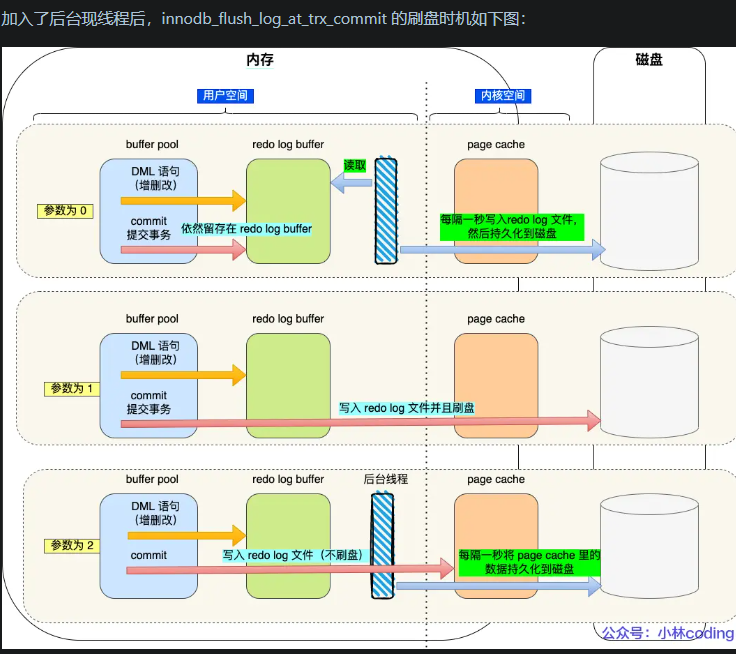 加入了后台现线程后，innodb_flush_log_at_trx_commit 的刷盘时机如下图：
内存
磁盘
用户空间
内核空间
buffer pool
redo log buffer
page cache
DML 语句
（增删改）
读取
参数为 0
commit
提交事务
依然留存在 redo log buffer
每隔一秒写入redo log 文件，
然后持久化到磁盘
buffer pool
redo log buffer
page cache
DML 语句
（增删改）
参数为 1
commit
提交事务
写入 redo log 文件并且刷盘
buffer pool
redo log buffer
后台线程
page cache
DML 语句
（增删改）
参数为 2
commit
写入 redo log 文件（不刷盘）
每隔一秒将 page cache 里的
数据持久化到磁盘
公众号：小林coding